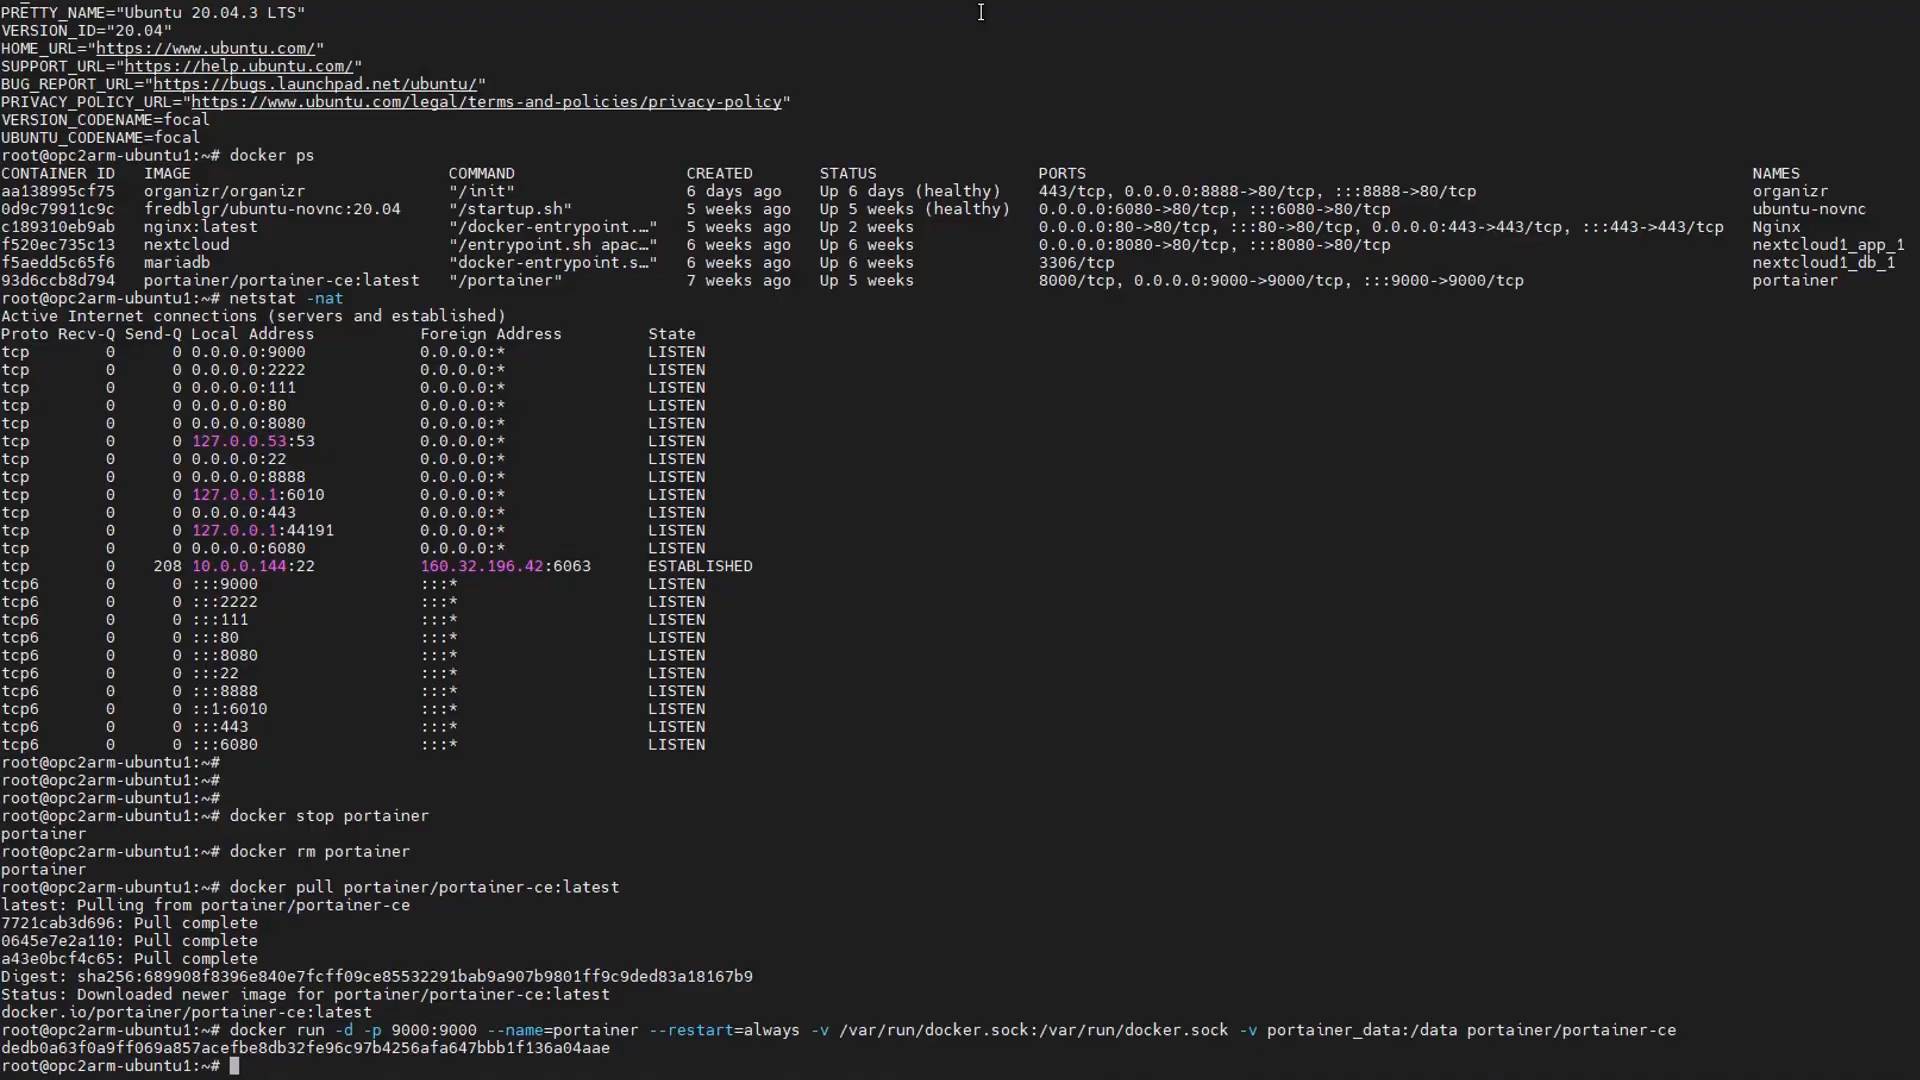 PRETTY_NAME="Ubuntu 20.04.3 LTS"
VERSION_ID="20.04"
HOME_URL="https://www.ubuntu.com/"
SUPPORT_URL="https://help.ubuntu.com/"
BUG_REPORT_URL="https://bugs.launchpad.net/ubuntu/"
PRIVACY_POLICY_URL="https://www.ubuntu.com/legal/terms-and-policies/privacy-policy"
VERSION_CODENAME=focal
UBUNTU_CODENAME=focal
root@opc2arm-ubuntu1:~# docker ps
CONTAINER ID   IMAGE                           COMMAND                  CREATED       STATUS                 PORTS                                                                      NAMES
aa138995cf75   organizr/organizr               "/init"                  6 days ago    Up 6 days (healthy)    443/tcp, 0.0.0.0:8888->80/tcp, :::8888->80/tcp                             organizr
0d9c79911c9c   fredblgr/ubuntu-novnc:20.04     "/startup.sh"            5 weeks ago   Up 5 weeks (healthy)   0.0.0.0:6080->80/tcp, :::6080->80/tcp                                      ubuntu-novnc
c189310eb9ab   nginx:latest                    "/docker-entrypoint.…"   5 weeks ago   Up 2 weeks             0.0.0.0:80->80/tcp, :::80->80/tcp, 0.0.0.0:443->443/tcp, :::443->443/tcp   Nginx
f520ec735c13   nextcloud                       "/entrypoint.sh apac…"   6 weeks ago   Up 6 weeks             0.0.0.0:8080->80/tcp, :::8080->80/tcp                                      nextcloud1_app_1
f5aedd5c65f6   mariadb                         "docker-entrypoint.s…"   6 weeks ago   Up 6 weeks             3306/tcp                                                                   nextcloud1_db_1
93d6ccb8d794   portainer/portainer-ce:latest   "/portainer"             7 weeks ago   Up 5 weeks             8000/tcp, 0.0.0.0:9000->9000/tcp, :::9000->9000/tcp                        portainer
root@opc2arm-ubuntu1:~# netstat -nat
Active Internet connections (servers and established)
Proto Recv-Q Send-Q Local Address           Foreign Address         State
tcp        0      0 0.0.0.0:9000            0.0.0.0:*               LISTEN
tcp        0      0 0.0.0.0:2222            0.0.0.0:*               LISTEN
tcp        0      0 0.0.0.0:111             0.0.0.0:*               LISTEN
tcp        0      0 0.0.0.0:80              0.0.0.0:*               LISTEN
tcp        0      0 0.0.0.0:8080            0.0.0.0:*               LISTEN
tcp        0      0 127.0.0.53:53           0.0.0.0:*               LISTEN
tcp        0      0 0.0.0.0:22              0.0.0.0:*               LISTEN
tcp        0      0 0.0.0.0:8888            0.0.0.0:*               LISTEN
tcp        0      0 127.0.0.1:6010          0.0.0.0:*               LISTEN
tcp        0      0 0.0.0.0:443             0.0.0.0:*               LISTEN
tcp        0      0 127.0.0.1:44191         0.0.0.0:*               LISTEN
tcp        0      0 0.0.0.0:6080            0.0.0.0:*               LISTEN
tcp        0    208 10.0.0.144:22           160.32.196.42:6063      ESTABLISHED
tcp6       0      0 :::9000                 :::*                    LISTEN
tcp6       0      0 :::2222                 :::*                    LISTEN
tcp6       0      0 :::111                  :::*                    LISTEN
tcp6       0      0 :::80                   :::*                    LISTEN
tcp6       0      0 :::8080                 :::*                    LISTEN
tcp6       0      0 :::22                   :::*                    LISTEN
tcp6       0      0 :::8888                 :::*                    LISTEN
tcp6       0      0 ::1:6010                :::*                    LISTEN
tcp6       0      0 :::443                  :::*                    LISTEN
tcp6       0      0 :::6080                 :::*                    LISTEN
root@opc2arm-ubuntu1:~#
root@opc2arm-ubuntu1:~#
root@opc2arm-ubuntu1:~#
root@opc2arm-ubuntu1:~# docker stop portainer
portainer
root@opc2arm-ubuntu1:~# docker rm portainer
portainer
root@opc2arm-ubuntu1:~# docker pull portainer/portainer-ce:latest
latest: Pulling from portainer/portainer-ce
7721cab3d696: Pull complete
0645e7e2a110: Pull complete
a43e0bcf4c65: Pull complete
Digest: sha256:689908f8396e840e7fcff09ce85532291bab9a907b9801ff9c9ded83a18167b9
Status: Downloaded newer image for portainer/portainer-ce:latest
docker.io/portainer/portainer-ce:latest
root@opc2arm-ubuntu1:~# docker run -d -p 9000:9000 --name=portainer --restart=always -v /var/run/docker.sock:/var/run/docker.sock -v portainer_data:/data portainer/portainer-ce
dedb0a63f0a9ff069a857acefbe8db32fe96c97b4256afa647bbb1f136a04aae
root@opc2arm-ubuntu1:~#